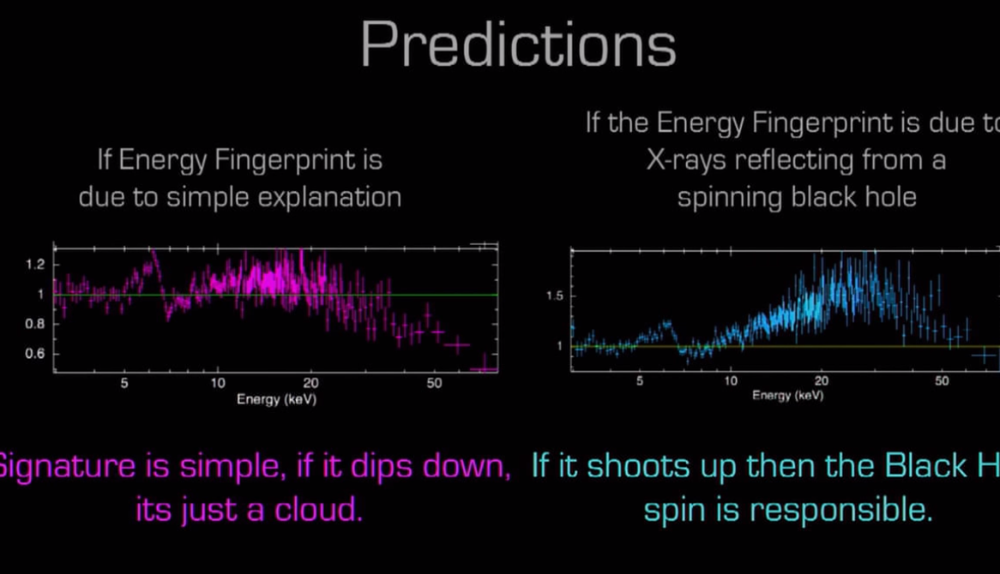 Predictions
If Energy Fingerprint is
due to simple explanation
If the Energy Fingerprint is due to
X-rays reflecting from a
spinning black hole
1.2
1
0.8
0.6
5 10 20 50
Energy (keV)
1.5
1
5 10 20 50
Energy (keV)
Signature is simple, if it dips down,
its just a cloud.
If it shoots up then the Black H
spin is responsible.